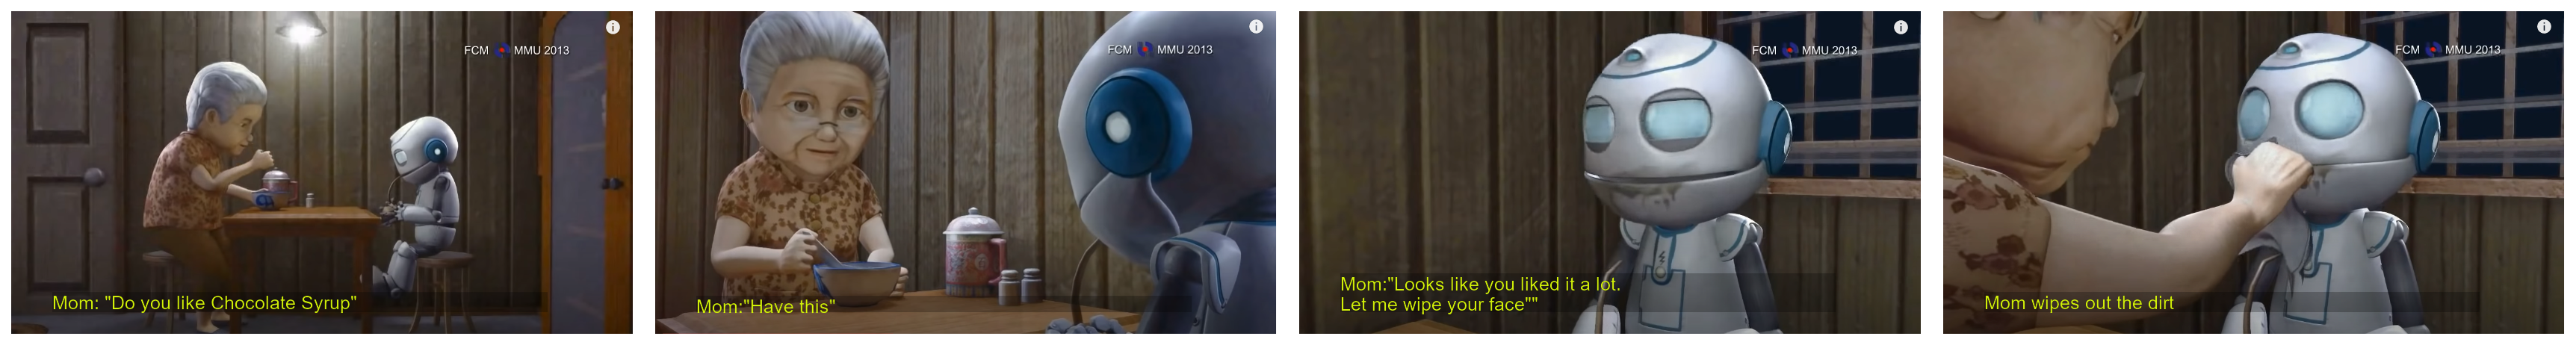 FCM MMU 2013
Mom: "Do you like Chocolate Syrup"
FCM MMU 2013
Mom:"Have this"
FCM MMU 2013
Mom:"Looks like you liked it a lot.
Let me wipe your face""
FCM MMU 2013
Mom wipes out the dirt